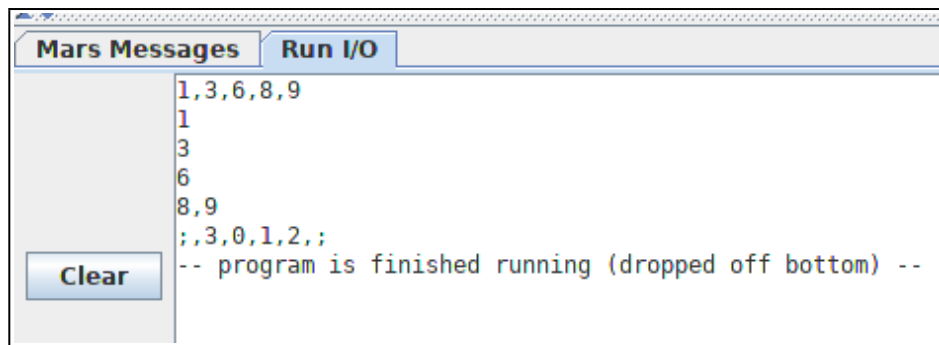 Mars Messages Run I/O
1,3,6,8,9
1
3
6
8,9
;,3,0,1,2,;
-- program is finished running (dropped off bottom) --
Clear